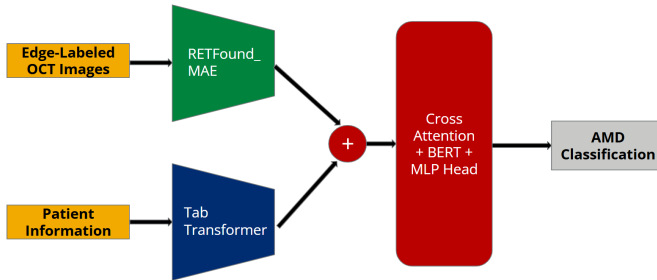 Edge-Labeled
OCT Images
RETFound_
MAE
Patient
Information
Tab
Transformer
+
Cross
Attention
+ BERT +
MLP Head
AMD
Classification